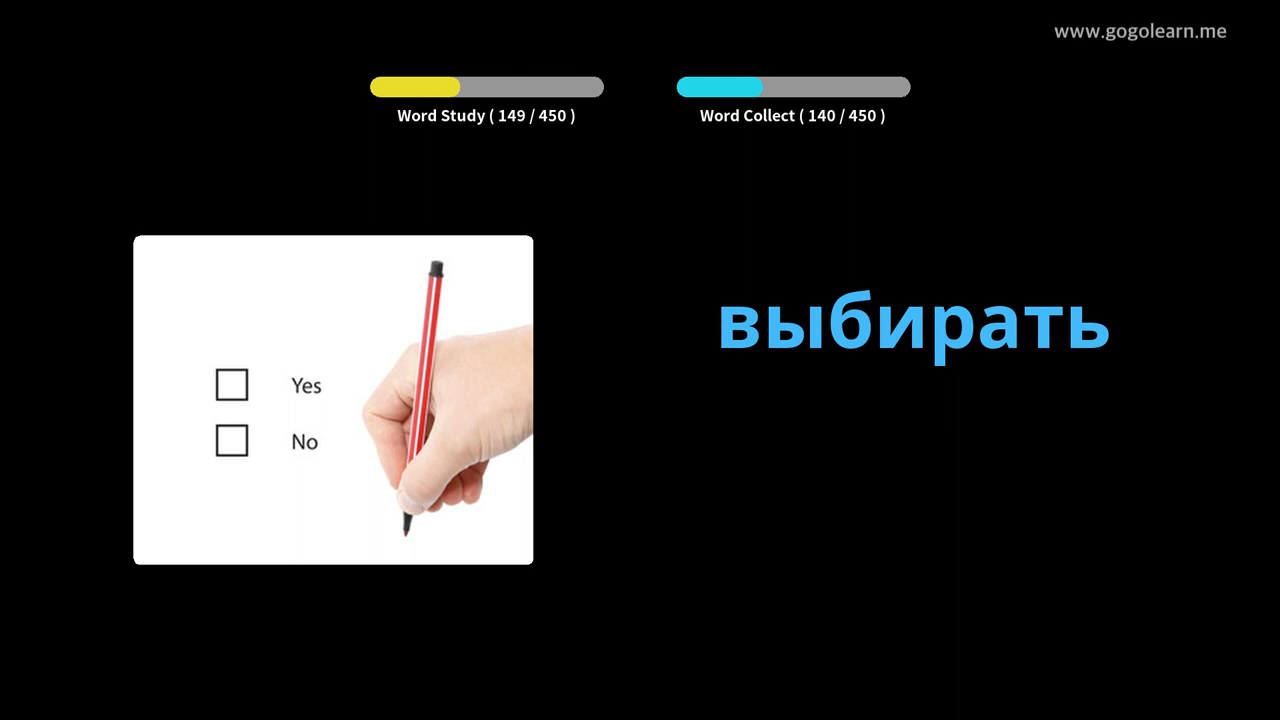 www.gogolearn.me
Word Study ( 149 / 450 )
Word Collect ( 140 / 450 )
выбирать
Yes
No